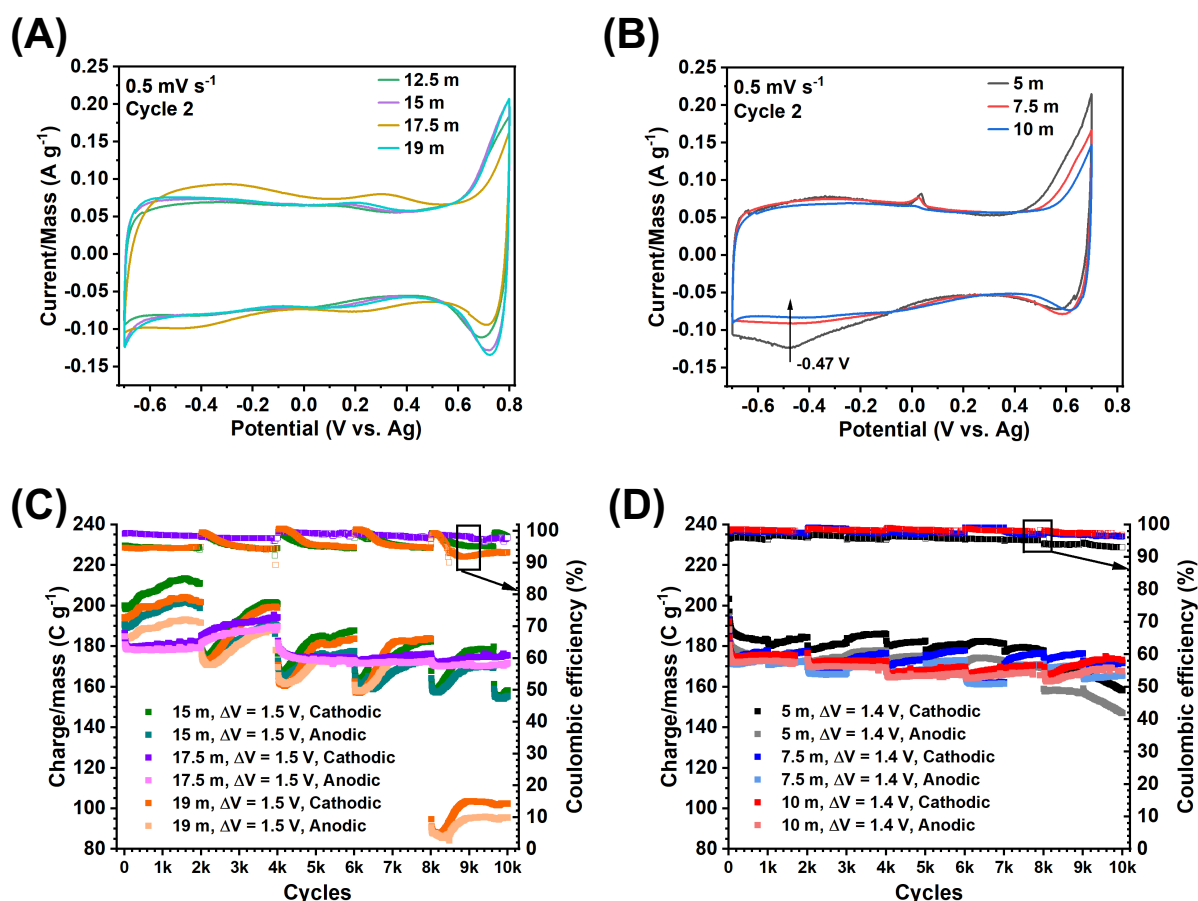 (A)
0.5 mV s⁻¹
Cycle 2
12.5 m
15 m
17.5 m
19 m
0.25
0.20
0.15
0.10
0.05
0.00
-0.05
-0.10
-0.15
Current/Mass (A g⁻¹)
-0.6 -0.4 -0.2 0.0 0.2 0.4 0.6 0.8
Potential (V vs. Ag)
(B)
0.5 mV s⁻¹
Cycle 2
5 m
7.5 m
10 m
-0.47 V
0.25
0.20
0.15
0.10
0.05
0.00
-0.05
-0.10
-0.15
Current/Mass (A g⁻¹)
-0.6 -0.4 -0.2 0.0 0.2 0.4 0.6 0.8
Potential (V vs. Ag)
(C)
240
220
200
180
160
140
120
100
80
Charge/mass (C g⁻¹)
15 m, ΔV = 1.5 V, Cathodic
15 m, ΔV = 1.5 V, Anodic
17.5 m, ΔV = 1.5 V, Cathodic
17.5 m, ΔV = 1.5 V, Anodic
19 m, ΔV = 1.5 V, Cathodic
19 m, ΔV = 1.5 V, Anodic
100
90
80
70
60
50
40
30
20
10
0
Coulombic efficiency (%)
0 1k 2k 3k 4k 5k 6k 7k 8k 9k 10k
Cycles
(D)
240
220
200
180
160
140
120
100
80
Charge/mass (C g⁻¹)
5 m, ΔV = 1.4 V, Cathodic
5 m, ΔV = 1.4 V, Anodic
7.5 m, ΔV = 1.4 V, Cathodic
7.5 m, ΔV = 1.4 V, Anodic
10 m, ΔV = 1.4 V, Cathodic
10 m, ΔV = 1.4 V, Anodic
100
90
80
70
60
50
40
30
20
10
0
Coulombic efficiency (%)
0 1k 2k 3k 4k 5k 6k 7k 8k 9k 10k
Cycles